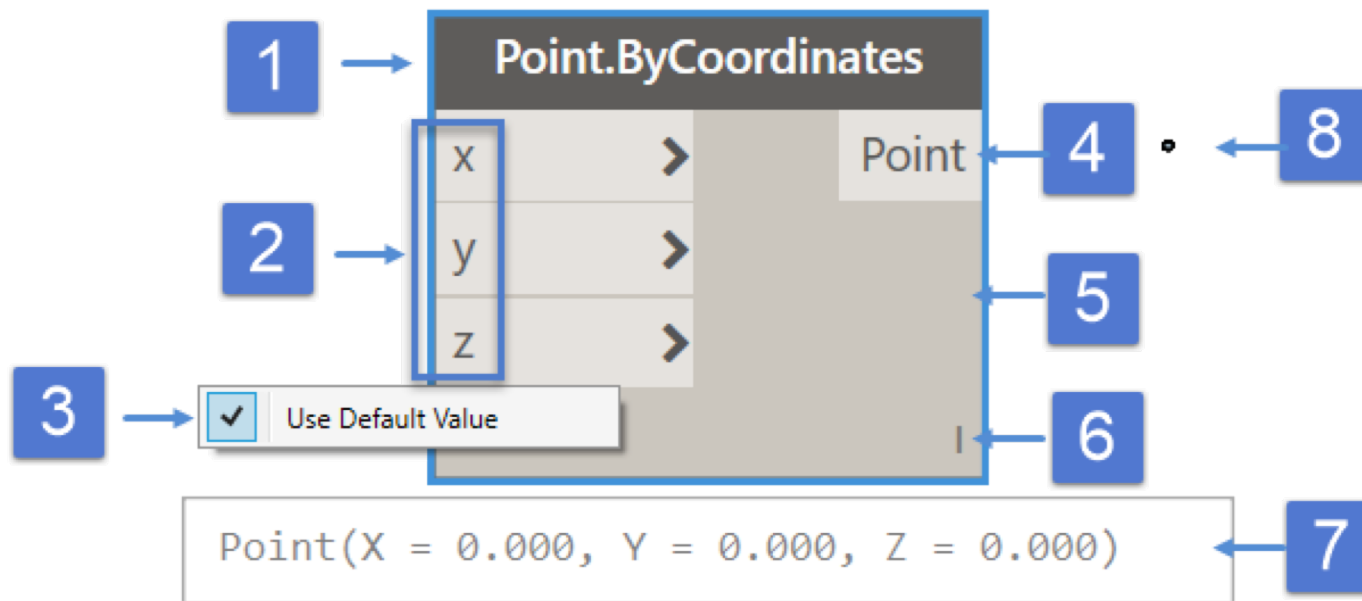 1
Point.ByCoordinates
2
x
y
z
Point
4
8
5
3
Use Default Value
l
6
Point(X = 0.000, Y = 0.000, Z = 0.000)
7